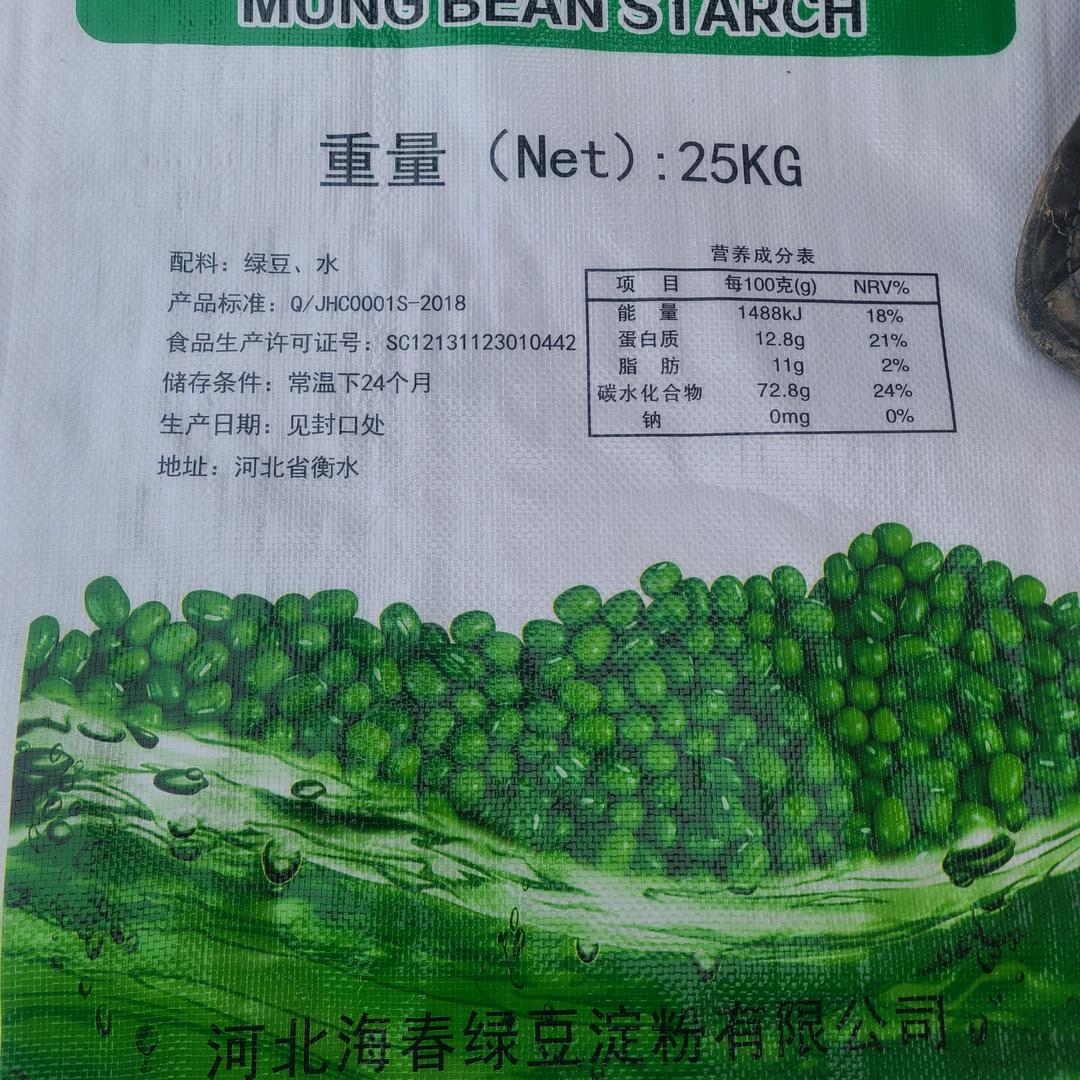 MUNG BEAN STARCH
重量（Net）:25KG
配料：绿豆、水
产品标准：Q/JHC0001S-2018
食品生产许可证号：SC12131123010442
储存条件：常温下24个月
生产日期：见封口处
地址：河北省衡水
营养成分表
项 目 每100克(g) NRV%
能 量 1488kJ 18%
蛋白质 12.8g 21%
脂 肪 11g 2%
碳水化合物 72.8g 24%
钠 0mg 0%
河北海春绿豆淀粉有限公司